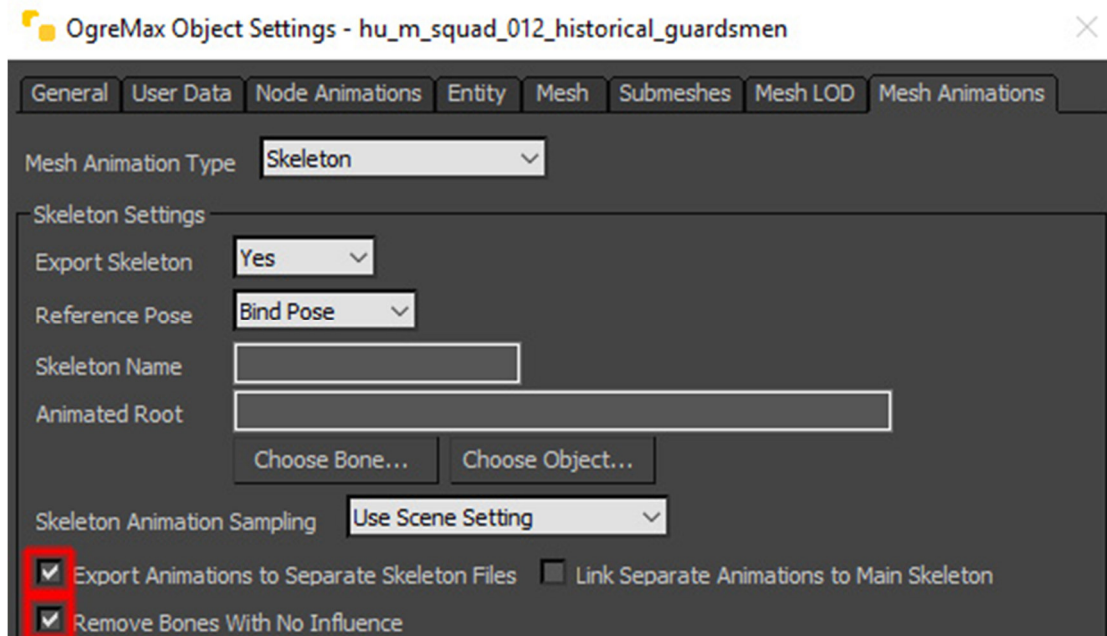 OgreMax Object Settings - hu_m_squad_012_historical_guardsmen
General User Data Node Animations Entity Mesh Submeshes Mesh LOD Mesh Animations
Mesh Animation Type Skeleton
Skeleton Settings
Export Skeleton Yes
Reference Pose Bind Pose
Skeleton Name
Animated Root
Choose Bone... Choose Object...
Skeleton Animation Sampling Use Scene Setting
Export Animations to Separate Skeleton Files Link Separate Animations to Main Skeleton
Remove Bones With No Influence